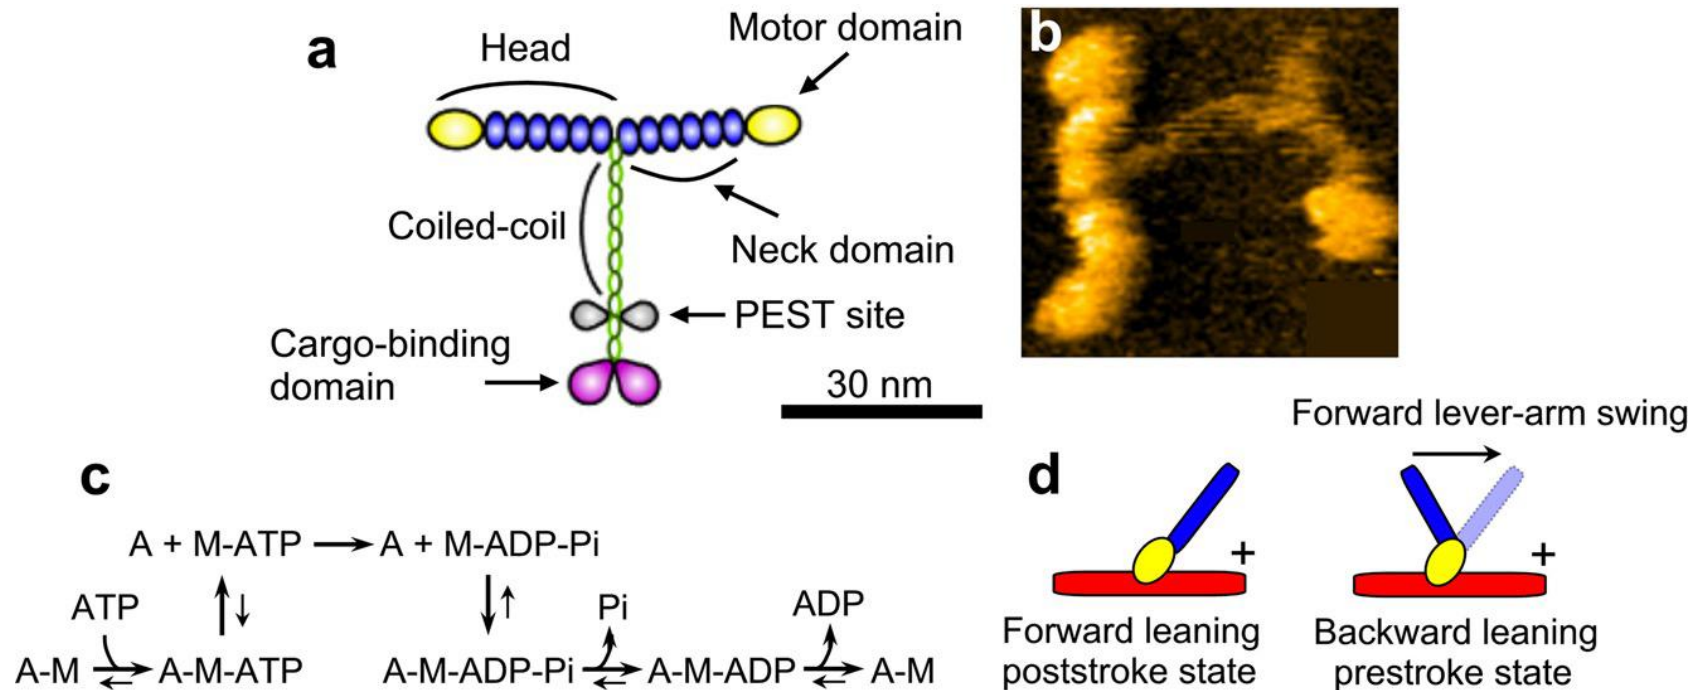 a
Head
Motor domain
Coiled-coil
Neck domain
PEST site
Cargo-binding
domain
30 nm
b
c
A + M-ATP → A + M-ADP-Pi
ATP
Pi
ADP
A-M ⇌ A-M-ATP
A-M-ADP-Pi ⇌ A-M-ADP ⇌ A-M
d
Forward lever-arm swing
+
+
Forward leaning
poststroke state
Backward leaning
prestroke state